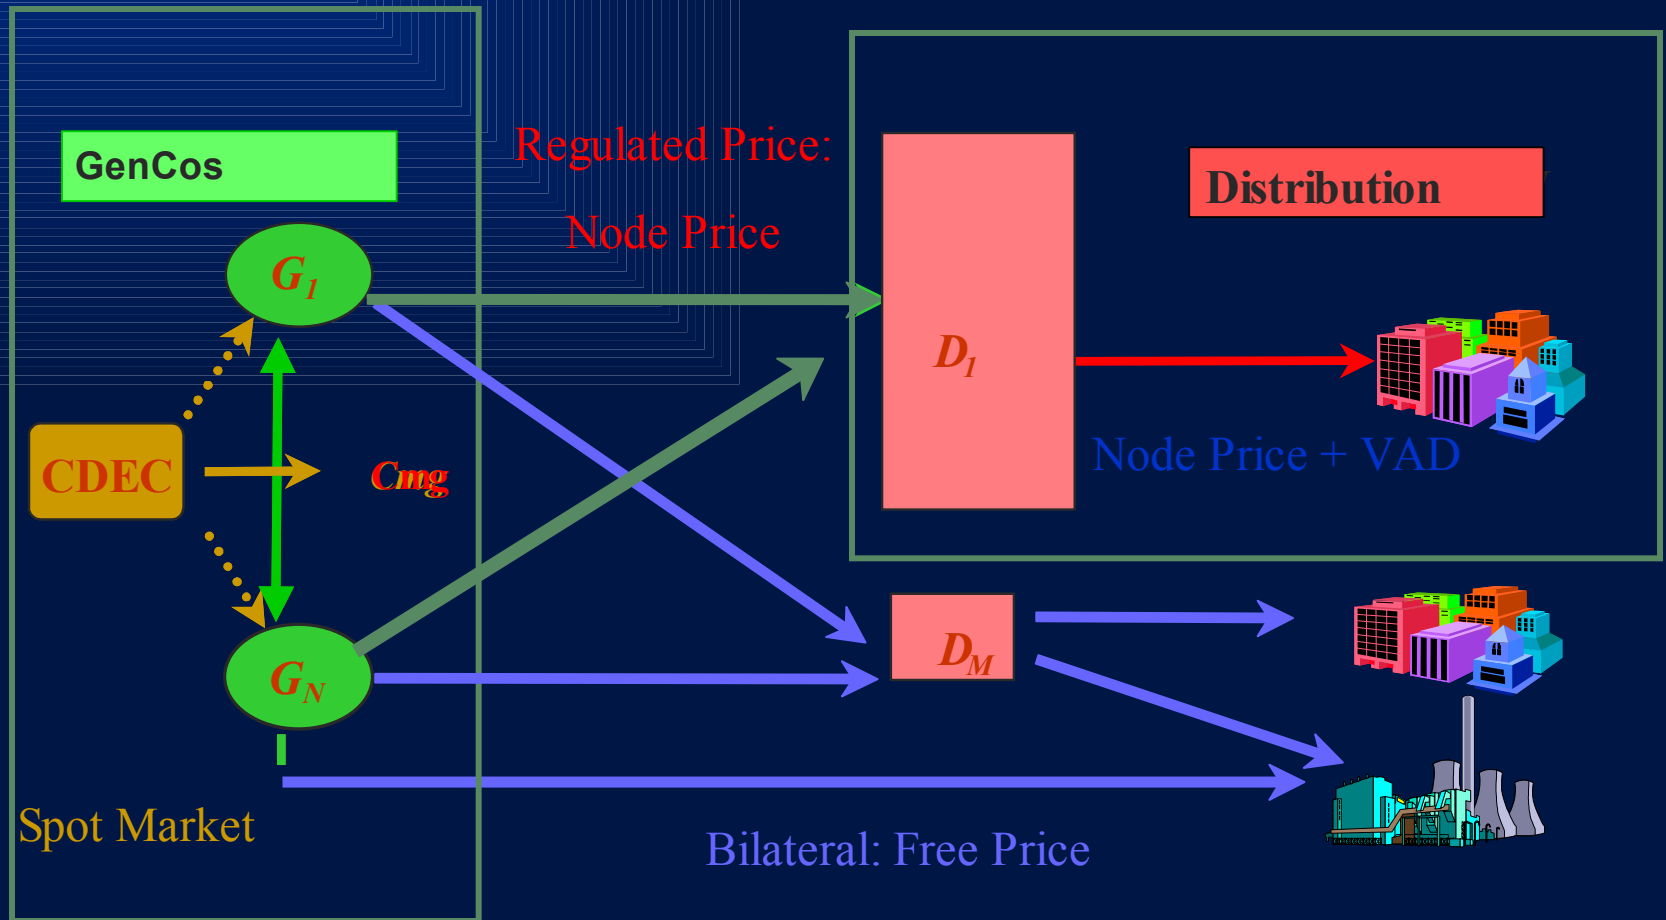 GenCos
Regulated Price:
Node Price
Distribution
G1
D1
CDEC
Cmg
Node Price + VAD
GN
DM
Spot Market
Bilateral: Free Price